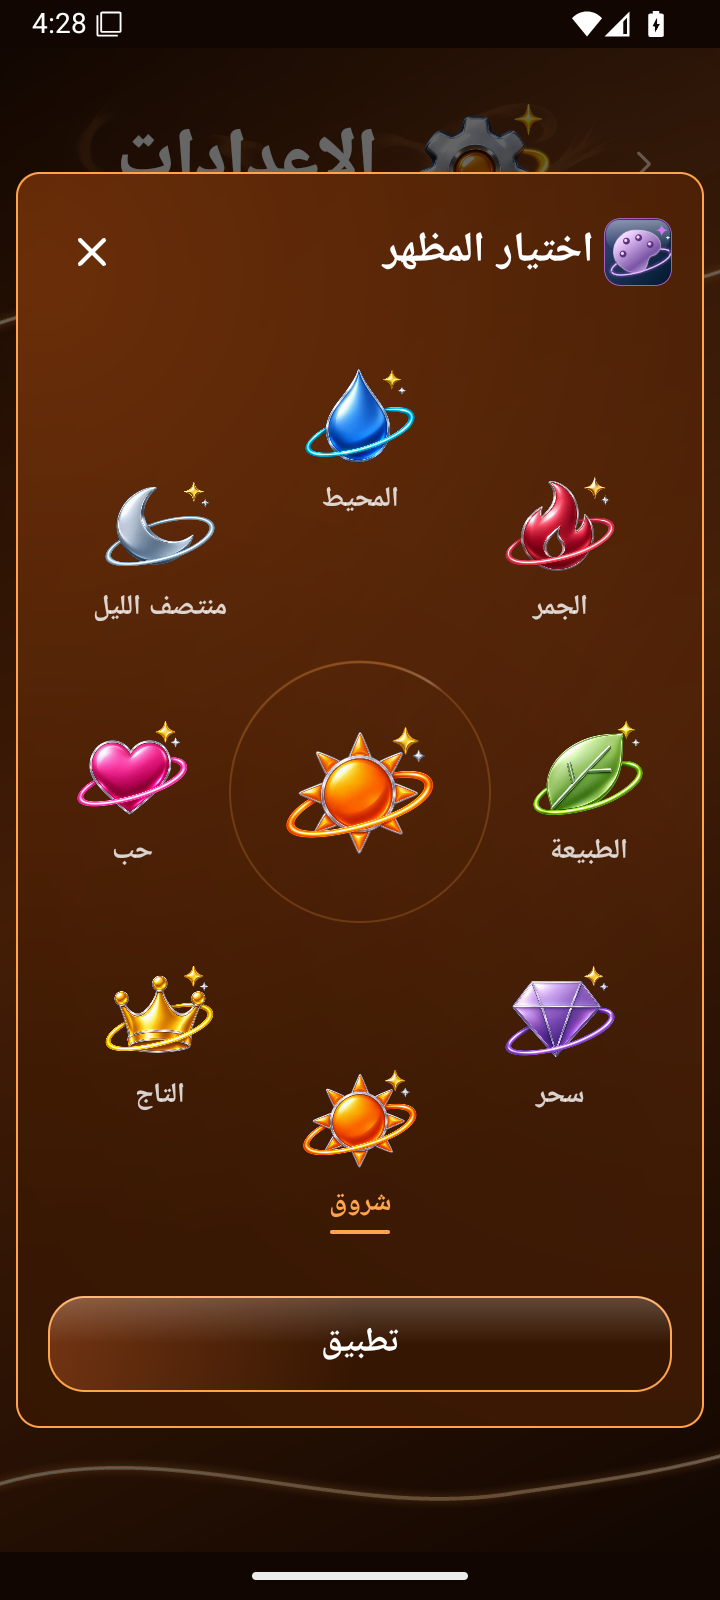 4:28
الإعدادات
اختيار المظهر
المحيط
الجمر
منتصف الليل
الطبيعة
حب
سحر
التاج
شروق
تطبيق